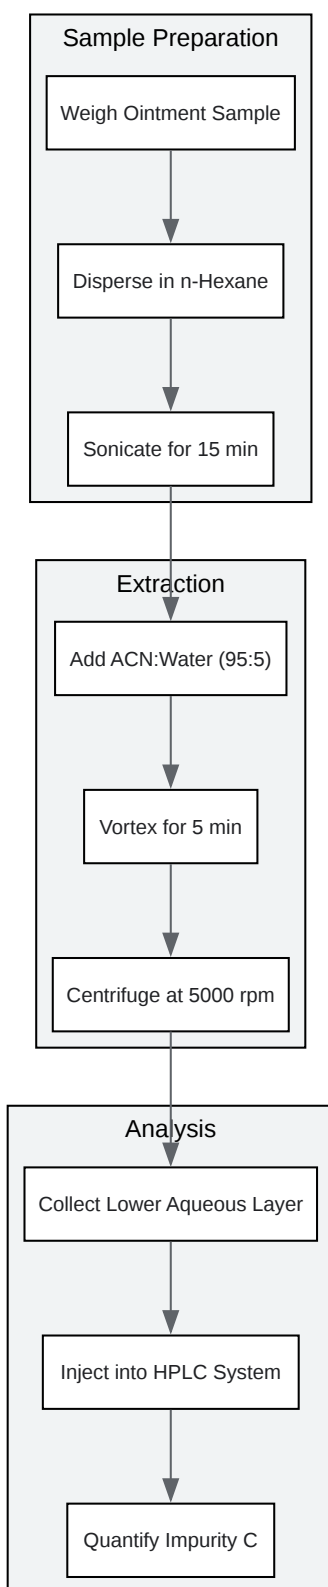 Sample Preparation
Weigh Ointment Sample
Disperse in n-Hexane
Sonicate for 15 min
Extraction
Add ACN:Water (95:5)
Vortex for 5 min
Centrifuge at 5000 rpm
Analysis
Collect Lower Aqueous Layer
Inject into HPLC System
Quantify Impurity C